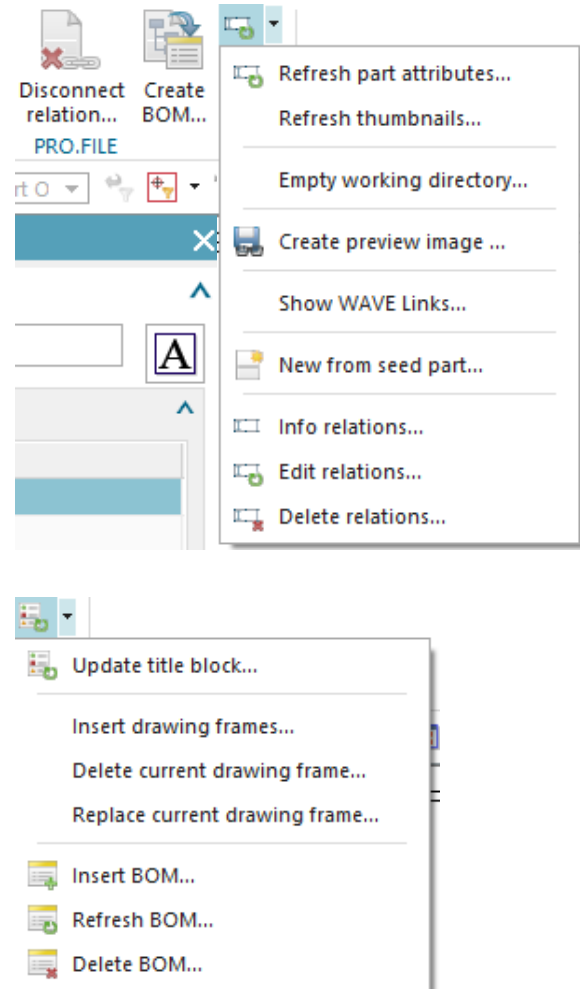 Disconnect
relation...
Create
BOM...
PRO.FILE
rt O
A
Refresh part attributes...
Refresh thumbnails...
Empty working directory...
Create preview image ...
Show WAVE Links...
New from seed part...
Info relations...
Edit relations...
Delete relations...
Update title block...
Insert drawing frames...
Delete current drawing frame...
Replace current drawing frame...
Insert BOM...
Refresh BOM...
Delete BOM...